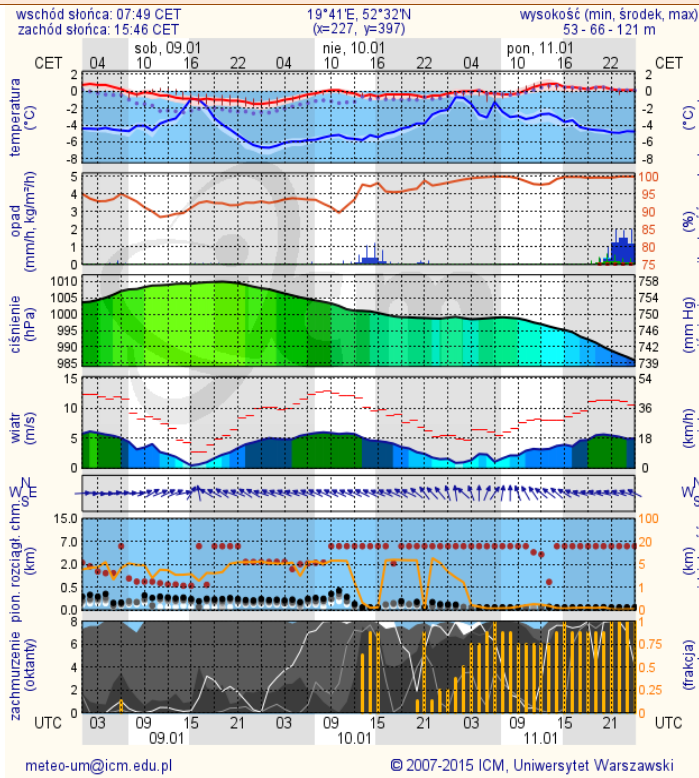 wschód słońca: 07:49 CET 19°41'E, 52°32'N wysokość (min, środek, max)
zachód słońca: 15:46 CET (x=227, y=397) 53 - 66 - 121 m
sob, 09.01 nie, 10.01 pon, 11.01
CET 04 10 16 22 04 10 16 22 04 10 16 22 CET
temperatura (°C)
2 0 -2 -4 -6 -8
2 0 -2 -4 -6 -8
(°C)
opad (mm/h, kg/m²/h)
5 4 3 2 1 0
100 95 90 85 80 75
(%)
ciśnienie (hPa)
1010 1005 1000 995 990 985
758 754 750 746 742 739
(mm Hg)
wiatr (m/s)
15 10 5 0
54 36 18 0
(km/h)
N W E S
N W S
pion. rozciągł. chm. (km)
15.0 7.0 2.0 0.5 0.0
100 20 5 1 0
(km)
zachmurzenie (oktanty)
8 6 4 2 0
1 0.75 0.5 0.25 0
(frakcja)
UTC 03 09 15 21 03 09 15 21 03 09 15 21 UTC
09.01 10.01 11.01
meteo-um@icm.edu.pl © 2007-2015 ICM, Uniwersytet Warszawski